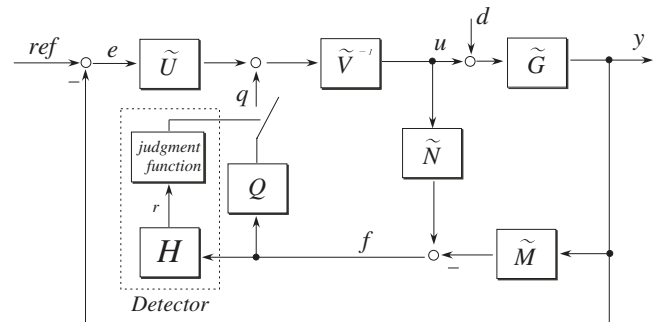 ref
−
e
Ũ
q
Ṽ⁻¹
u
d
G̃
y
judgment
function
Q
Ñ
r
H
f
−
M̃
Detector